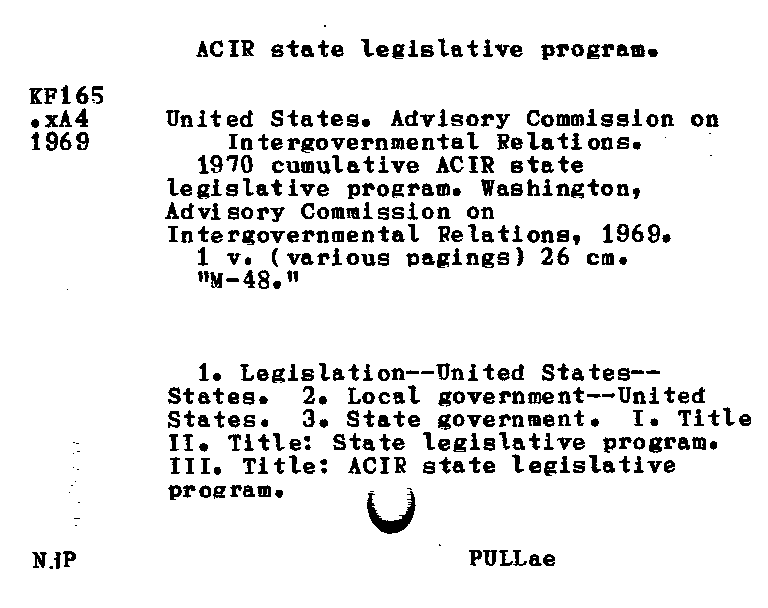 ACIR state legislative program.
KF165
.xA4
1969
United States. Advisory Commission on
Intergovernmental Relations.
1970 cumulative ACIR state
legislative program. Washington,
Advisory Commission on
Intergovernmental Relations, 1969.
1 v. (various pagings) 26 cm.
"M-48."
1. Legislation--United States--
States. 2. Local government--United
States. 3. State government. I. Title
II. Title: State legislative program.
III. Title: ACIR state legislative
program.
NjP
PULLae